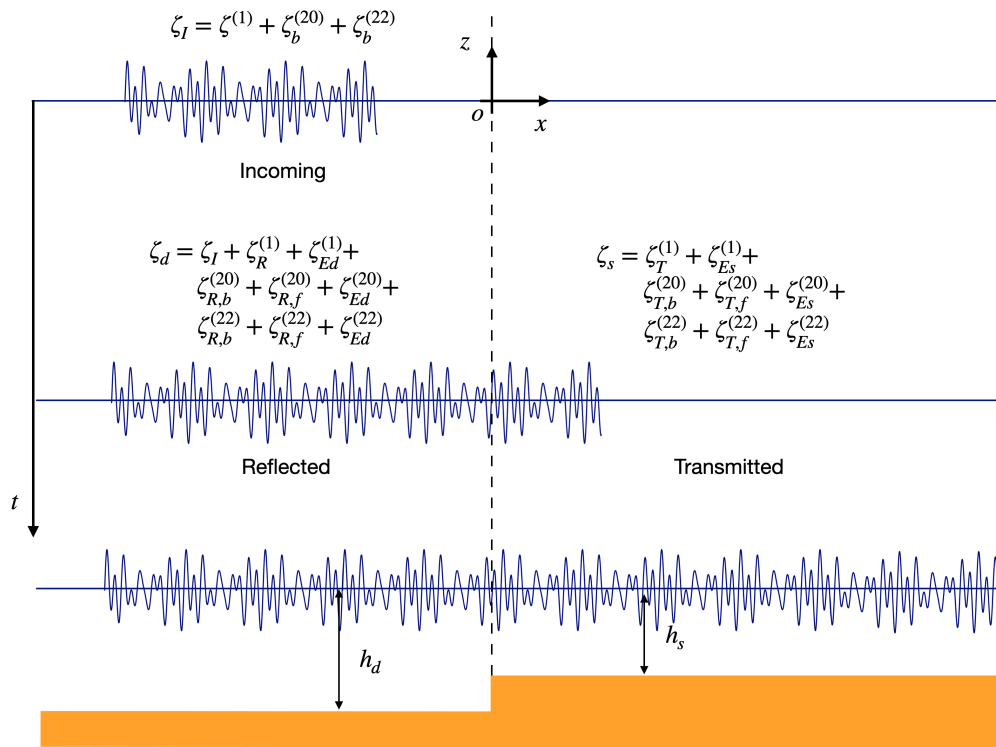 ζ_I = ζ^(1) + ζ_b^(20) + ζ_b^(22)
z
o
x
Incoming
ζ_d = ζ_I + ζ_R^(1) + ζ_Ed^(1)+
ζ_R,b^(20) + ζ_R,f^(20) + ζ_Ed^(20)+
ζ_R,b^(22) + ζ_R,f^(22) + ζ_Ed^(22)
ζ_s = ζ_T^(1) + ζ_Es^(1)+
ζ_T,b^(20) + ζ_T,f^(20) + ζ_Es^(20)+
ζ_T,b^(22) + ζ_T,f^(22) + ζ_Es^(22)
Reflected
Transmitted
t
h_d
h_s